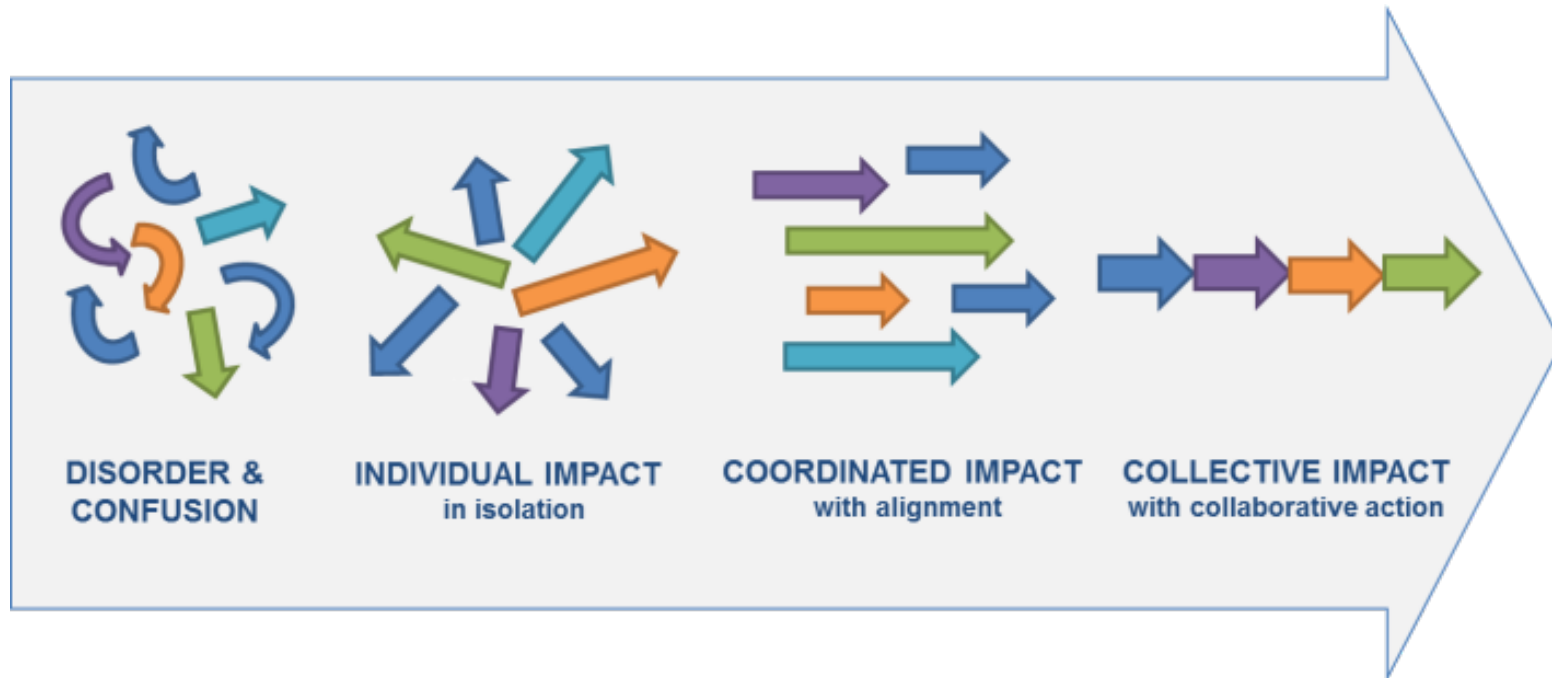 DISORDER &
CONFUSION
INDIVIDUAL IMPACT
in isolation
COORDINATED IMPACT
with alignment
COLLECTIVE IMPACT
with collaborative action